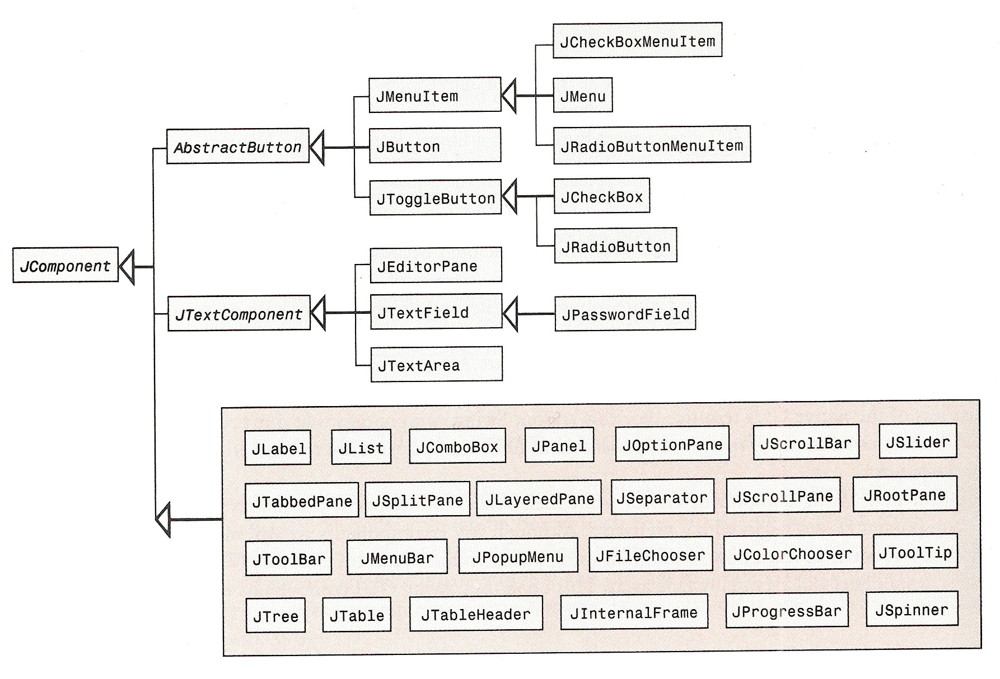 JCheckBoxMenuItem
JMenuItem
JMenu
AbstractButton
JButton
JRadioButtonMenuItem
JToggleButton
JCheckBox
JRadioButton
JComponent
JEditorPane
JTextComponent
JTextField
JPasswordField
JTextArea
JLabel JList JComboBox JPanel JOptionPane JScrollBar JSlider
JTabbedPane JSplitPane JLayeredPane JSeparator JScrollPane JRootPane
JToolBar JMenuBar JPopupMenu JFileChooser JColorChooser JToolTip
JTree JTable JTableHeader JInternalFrame JProgressBar JSpinner